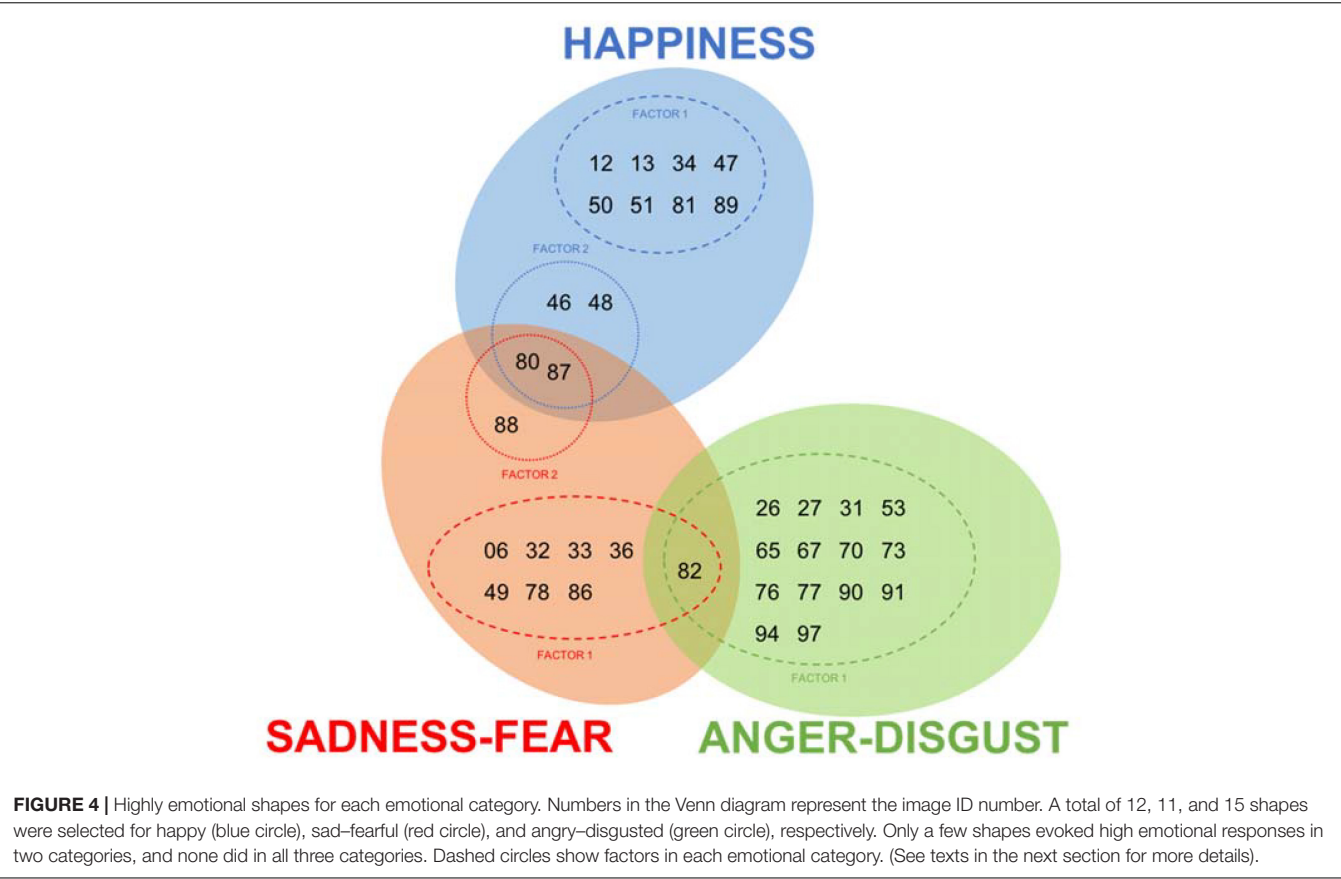 HAPPINESS
FACTOR 1
12 13 34 47
50 51 81 89
FACTOR 2
46 48
80 87
88
FACTOR 2
06 32 33 36
49 78 86
82
FACTOR 1
26 27 31 53
65 67 70 73
76 77 90 91
94 97
FACTOR 1
SADNESS-FEAR
ANGER-DISGUST
FIGURE 4 | Highly emotional shapes for each emotional category. Numbers in the Venn diagram represent the image ID number. A total of 12, 11, and 15 shapes
were selected for happy (blue circle), sad–fearful (red circle), and angry–disgusted (green circle), respectively. Only a few shapes evoked high emotional responses in
two categories, and none did in all three categories. Dashed circles show factors in each emotional category. (See texts in the next section for more details).